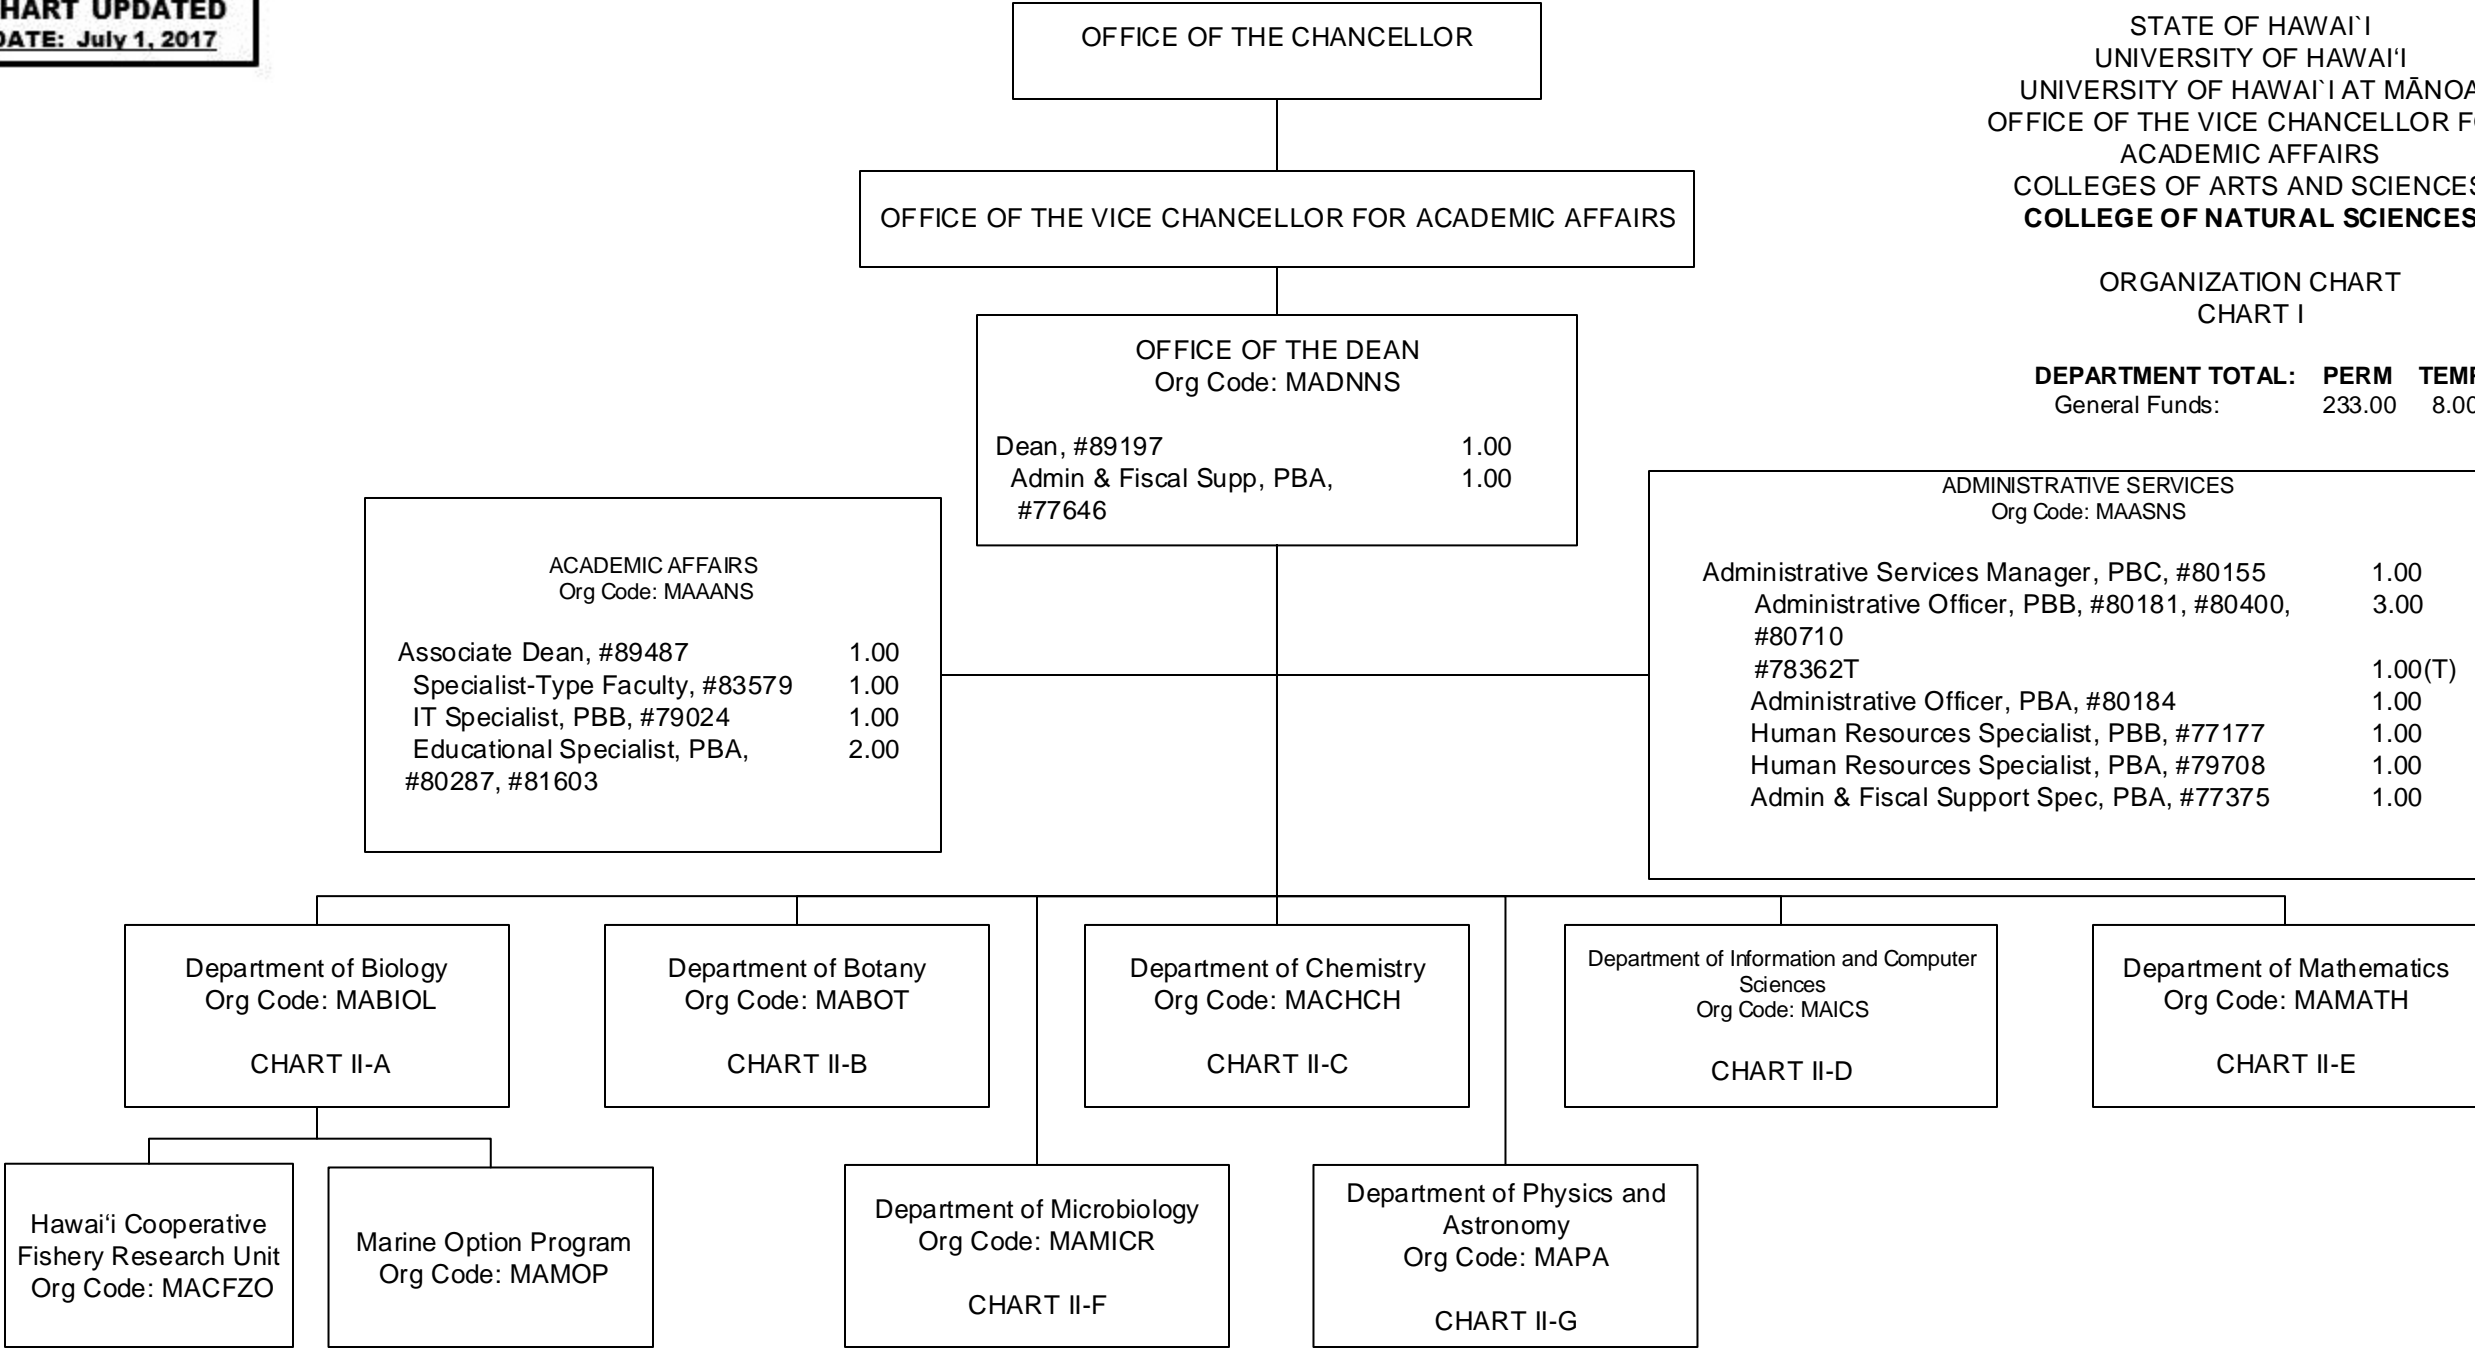 HART UPDATED
DATE: July 1, 2017
OFFICE OF THE CHANCELLOR
STATE OF HAWAI`I
UNIVERSITY OF HAWAI‘I
UNIVERSITY OF HAWAI`I AT MĀNOA
OFFICE OF THE VICE CHANCELLOR
ACADEMIC AFFAIRS
COLLEGES OF ARTS AND SCIENCES
COLLEGE OF NATURAL SCIENCES
ORGANIZATION CHART
CHART I
DEPARTMENT TOTAL: PERM TEMP
General Funds: 233.00 8.00
OFFICE OF THE VICE CHANCELLOR FOR ACADEMIC AFFAIRS
OFFICE OF THE DEAN
Org Code: MADNNS
Dean, #89197 1.00
Admin & Fiscal Supp, PBA, 1.00
#77646
ACADEMIC AFFAIRS
Org Code: MAAANS
Associate Dean, #89487 1.00
Specialist-Type Faculty, #83579 1.00
IT Specialist, PBB, #79024 1.00
Educational Specialist, PBA, 2.00
#80287, #81603
ADMINISTRATIVE SERVICES
Org Code: MAASNS
Administrative Services Manager, PBC, #80155 1.00
Administrative Officer, PBB, #80181, #80400, 3.00
#80710
#78362T 1.00(T)
Administrative Officer, PBA, #80184 1.00
Human Resources Specialist, PBB, #77177 1.00
Human Resources Specialist, PBA, #79708 1.00
Admin & Fiscal Support Spec, PBA, #77375 1.00
Department of Biology
Org Code: MABIOL
CHART II-A
Department of Botany
Org Code: MABOT
CHART II-B
Department of Chemistry
Org Code: MACHCH
CHART II-C
Department of Information and Computer
Sciences
Org Code: MAICS
CHART II-D
Department of Mathematics
Org Code: MAMATH
CHART II-E
Hawai‘i Cooperative
Fishery Research Unit
Org Code: MACFZO
Marine Option Program
Org Code: MAMOP
Department of Microbiology
Org Code: MAMICR
CHART II-F
Department of Physics and
Astronomy
Org Code: MAPA
CHART II-G